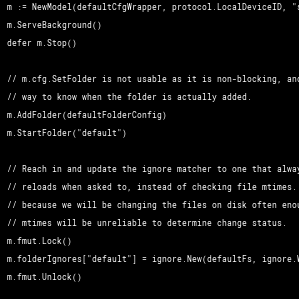 m := NewModel(defaultCfgWrapper, protocol.LocalDeviceID, "s
m.ServeBackground()
defer m.Stop()
// m.cfg.SetFolder is not usable as it is non-blocking, and
// way to know when the folder is actually added.
m.AddFolder(defaultFolderConfig)
m.StartFolder("default")
// Reach in and update the ignore matcher to one that alway
// reloads when asked to, instead of checking file mtimes.
// because we will be changing the files on disk often enou
// mtimes will be unreliable to determine change status.
m.fmut.Lock()
m.folderIgnores["default"] = ignore.New(defaultFs, ignore.W
m.fmut.Unlock()